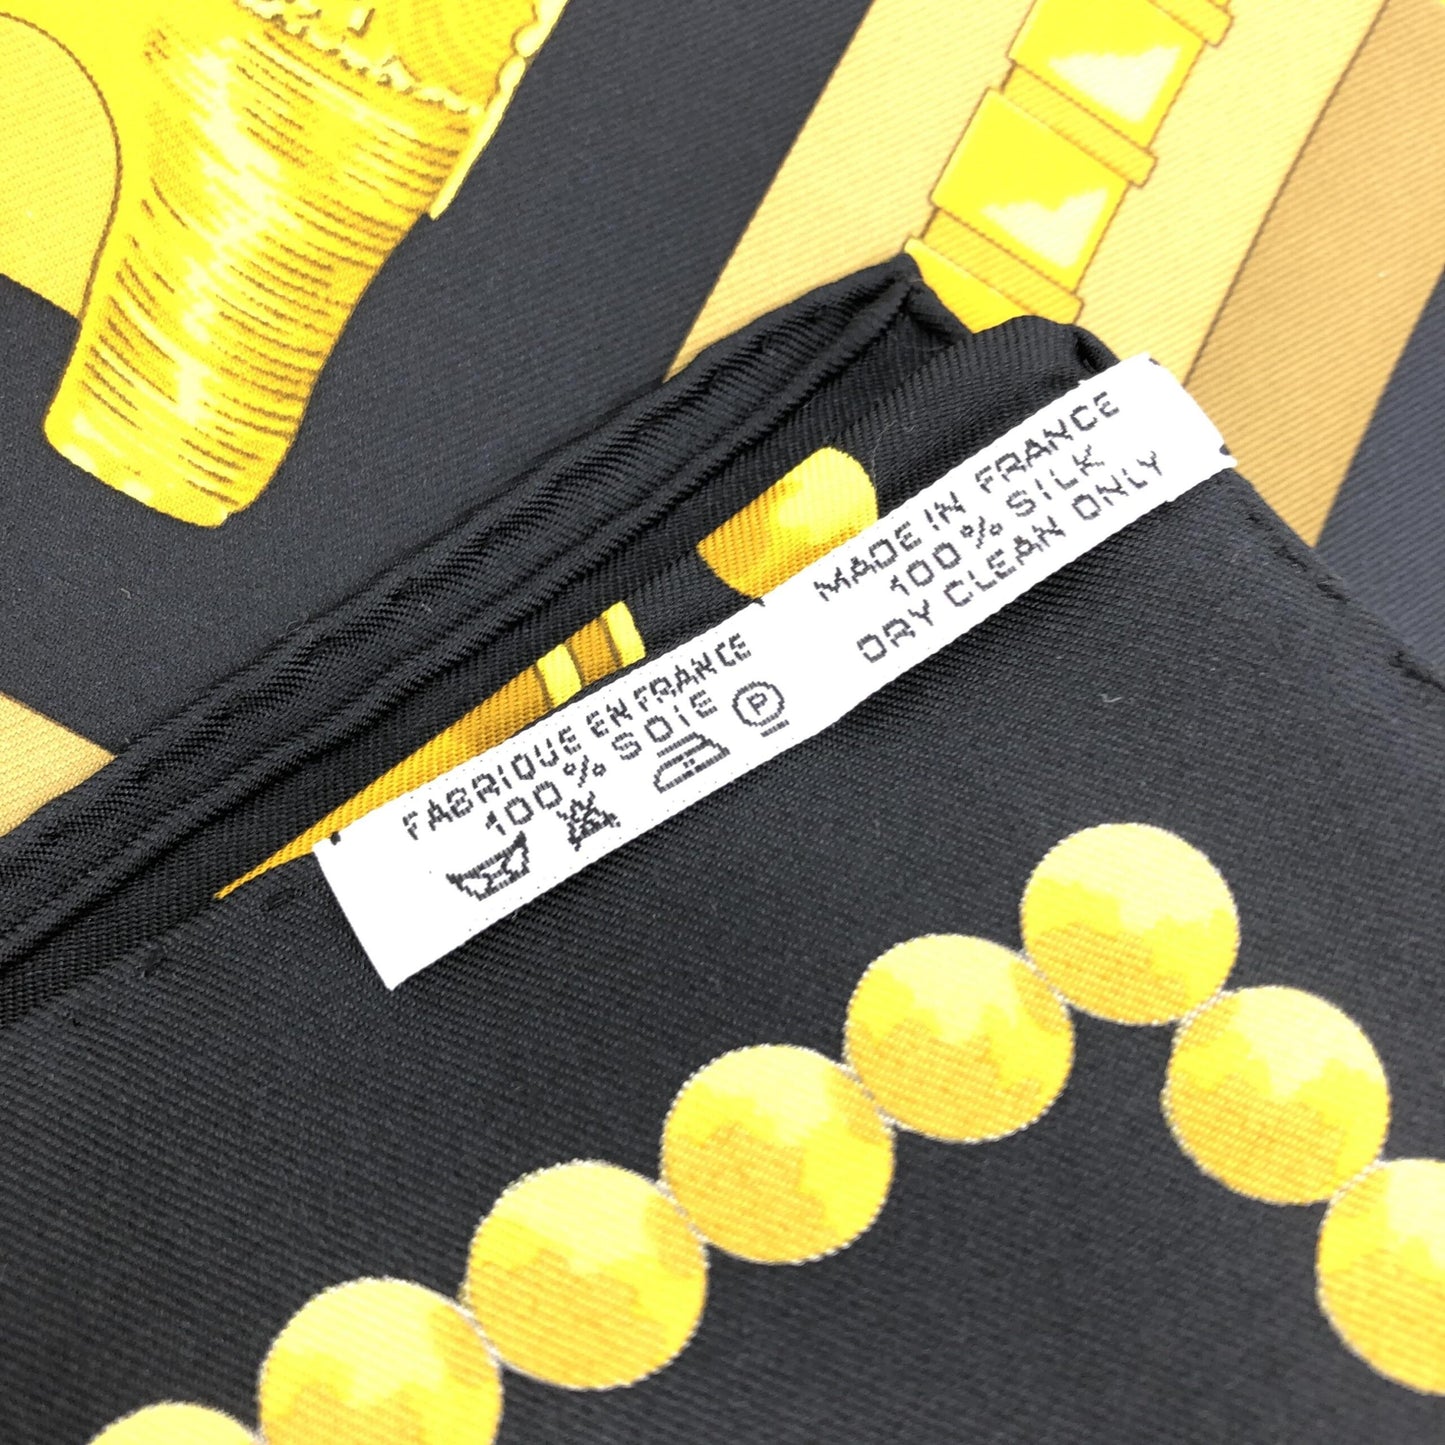 FABRIQUE EN FRANCE
100% SOIE
P
MADE IN FRANCE
100% SILK
DRY CLEAN ONLY